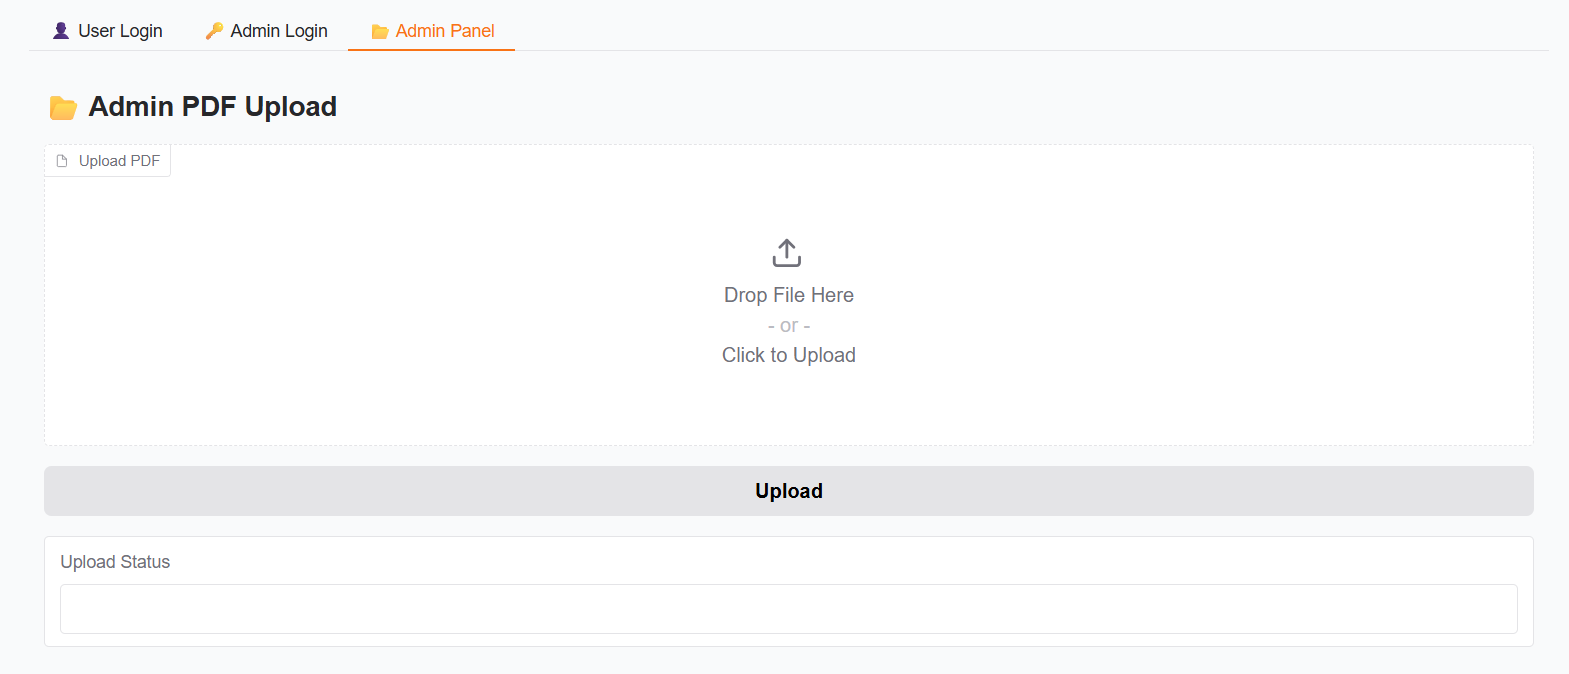 User Login
Admin Login
Admin Panel
Admin PDF Upload
Upload PDF
Drop File Here
- or -
Click to Upload
Upload
Upload Status